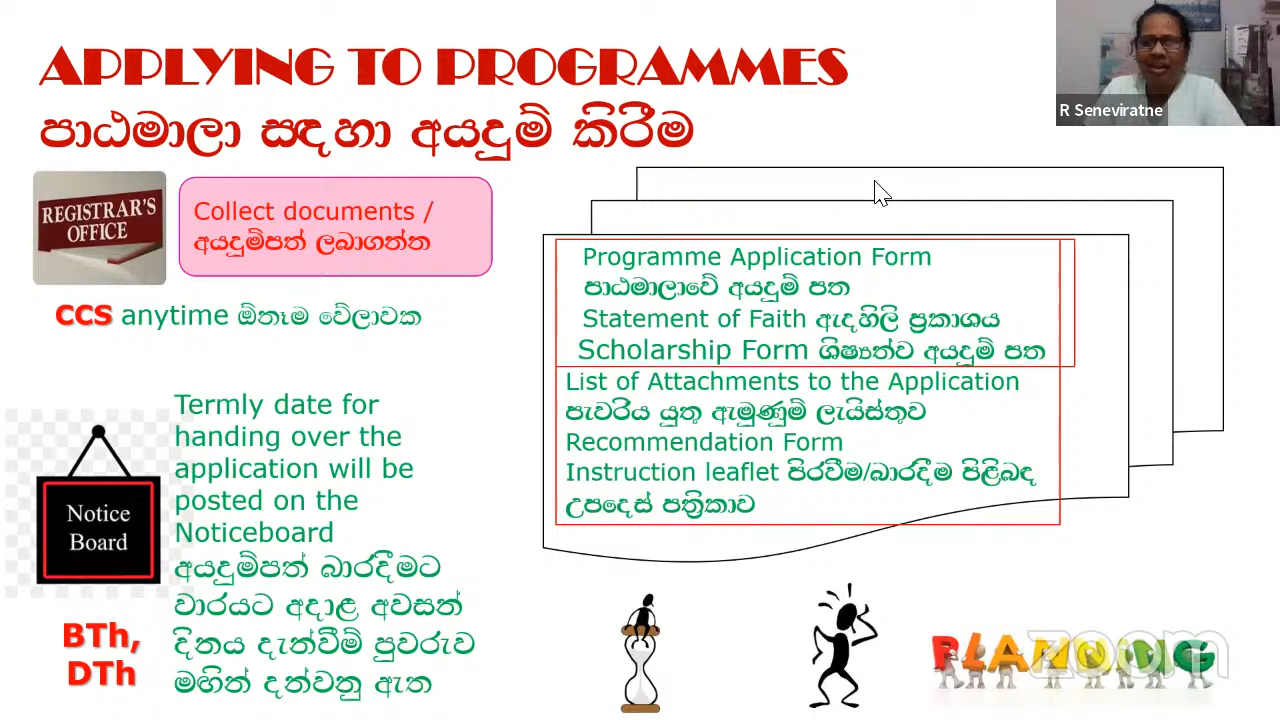 APPLYING TO PROGRAMMES
පාඨමාලා සඳහා අයදුම් කිරීම
R Seneviratne
REGISTRAR'S
OFFICE
Collect documents /
අයදුම්පත් ලබාගන්න
CCS anytime ඕනෑම වේලාවක
Programme Application Form
පාඨමාලාවේ අයදුම් පත
Statement of Faith ඇදහිලි ප්‍රකාශය
Scholarship Form ශිෂ්‍යත්ව අයදුම් පත
List of Attachments to the Application
පැවරිය යුතු ඇමුණුම් ලැයිස්තුව
Recommendation Form
Instruction leaflet පිරවීම/බාරදීම පිළිබඳ
උපදෙස් පත්‍රිකාව
Termly date for
handing over the
application will be
posted on the
Noticeboard
අයදුම්පත් බාරදීමට
වාරයට අදාළ අවසන්
දිනය දැන්වීම් පුවරුව
මඟින් දන්වනු ඇත
Notice
Board
BTh,
DTh
PLANNING
zoom